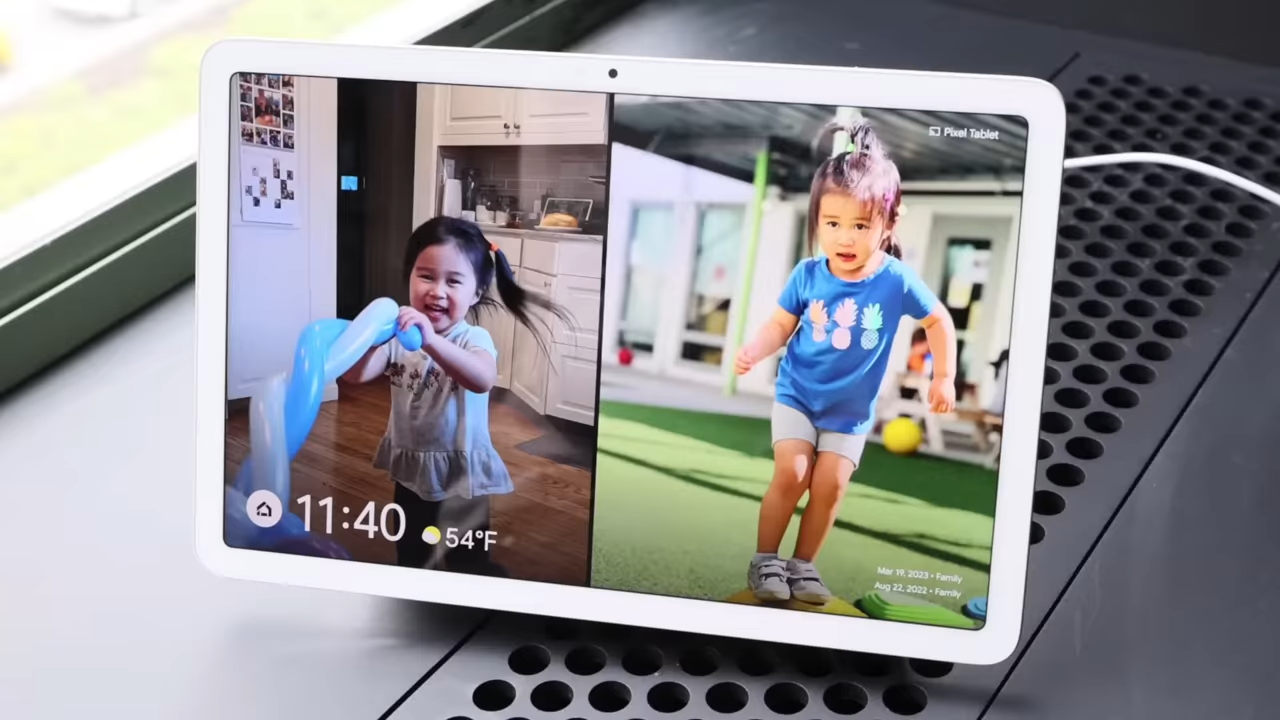 Pixel Tablet
11:40
54°F
Mar 19, 2023 • Family
Aug 22, 2022 • Family